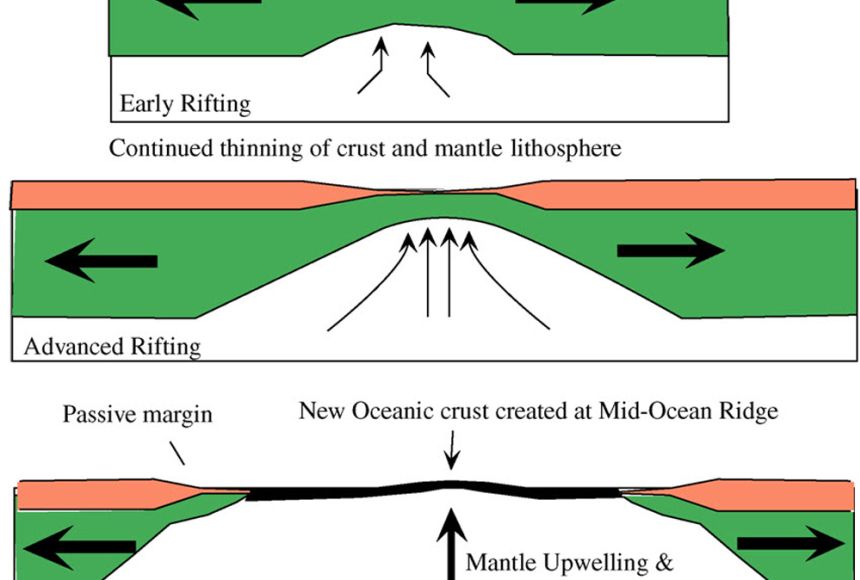 Early Rifting
Continued thinning of crust and mantle lithosphere
Advanced Rifting
Passive margin
New Oceanic crust created at Mid-Ocean Ridge
Mantle Upwelling &